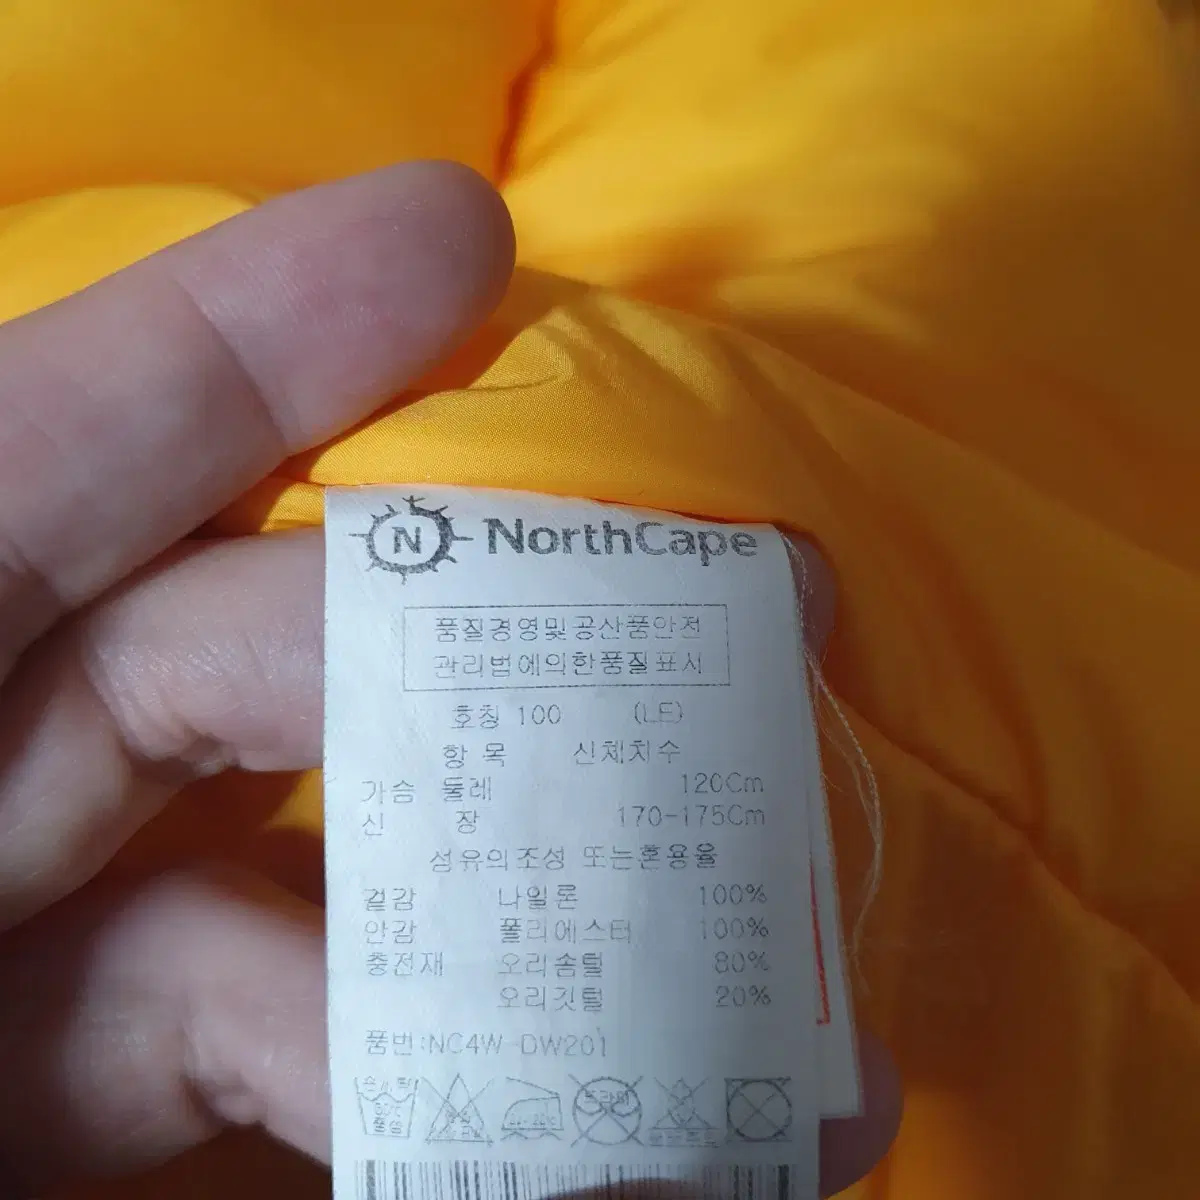 N NorthCape
품질경영및공산품안전
관리법에의한품질표시
호칭 100 (LF)
항 목 신체치수
가슴 둘레 120Cm
신 장 170-175Cm
섬유의조성 또는혼용율
겉감 나일론 100%
안감 폴리에스터 100%
충전재 오리솜털 80%
오리깃털 20%
품번:NC4W-DW201
드라이